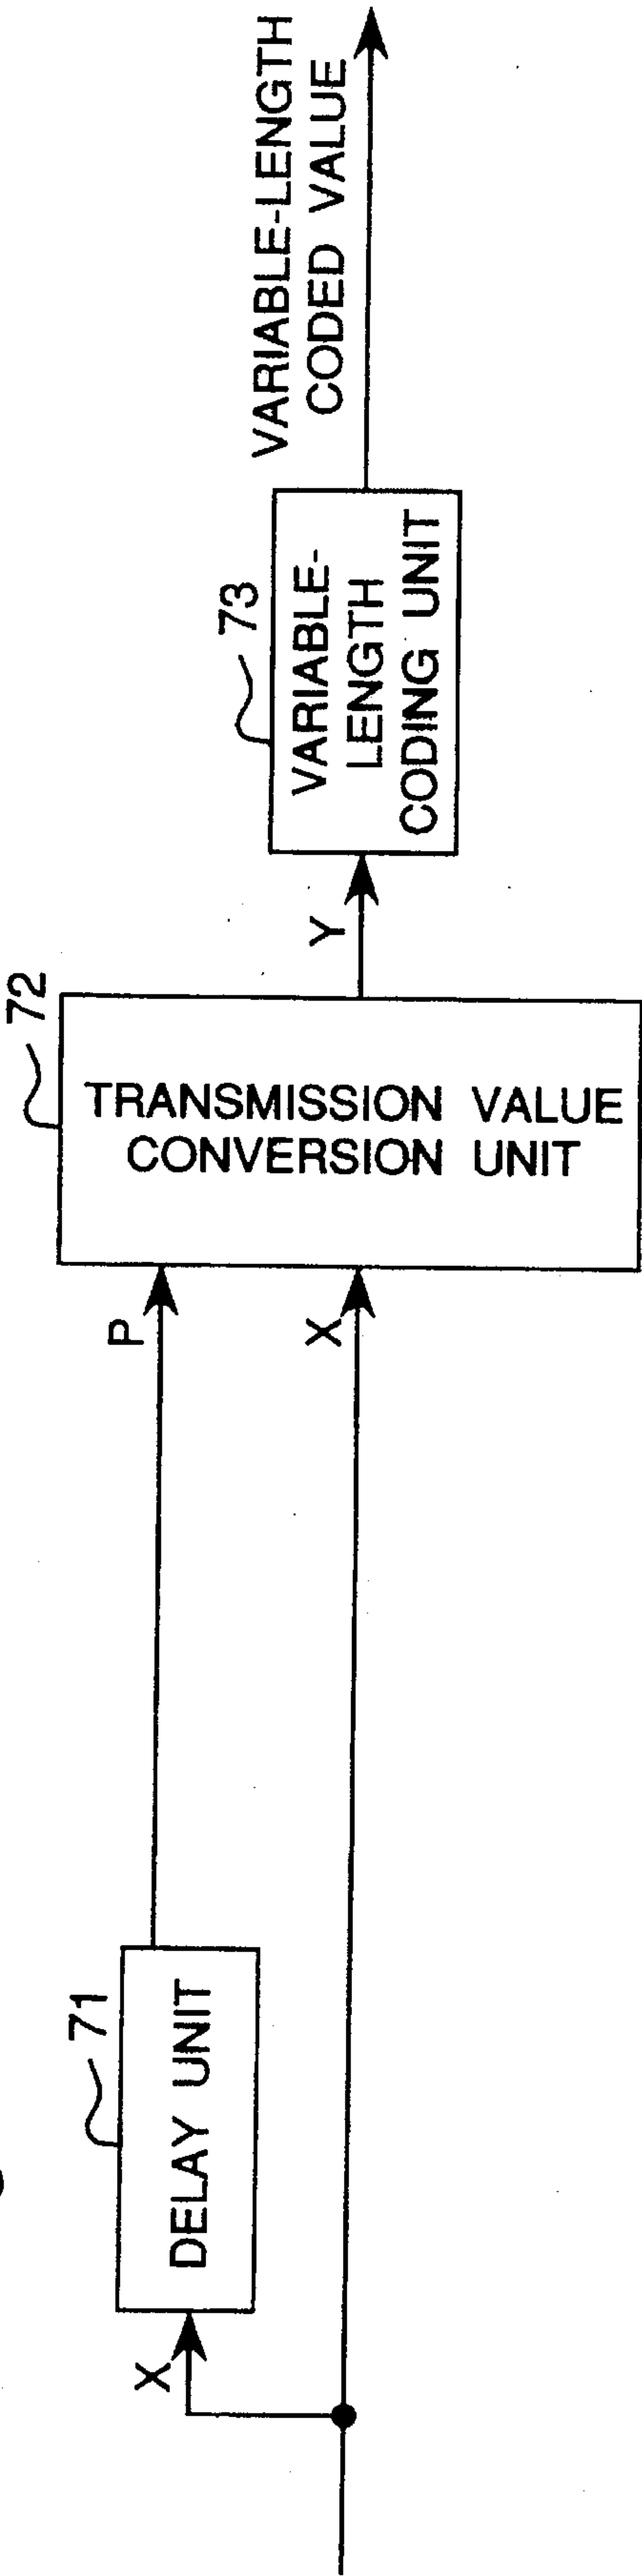 X
71
DELAY UNIT
P
X
72
TRANSMISSION VALUE
CONVERSION UNIT
Y
73
VARIABLE-
LENGTH
CODING UNIT
VARIABLE-LENGTH
CODED VALUE